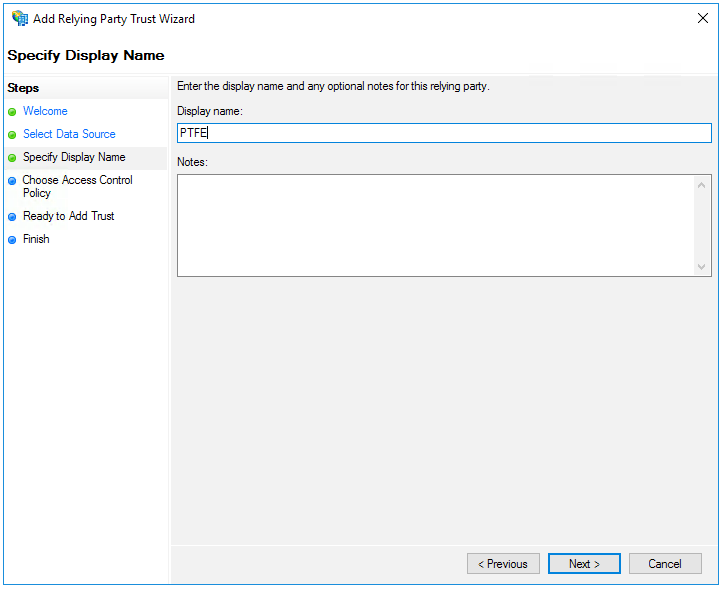 Add Relying Party Trust Wizard
Specify Display Name
Steps
Welcome
Select Data Source
Specify Display Name
Choose Access Control
Policy
Ready to Add Trust
Finish
Enter the display name and any optional notes for this relying party.
Display name:
PTFE
Notes:
< Previous
Next >
Cancel